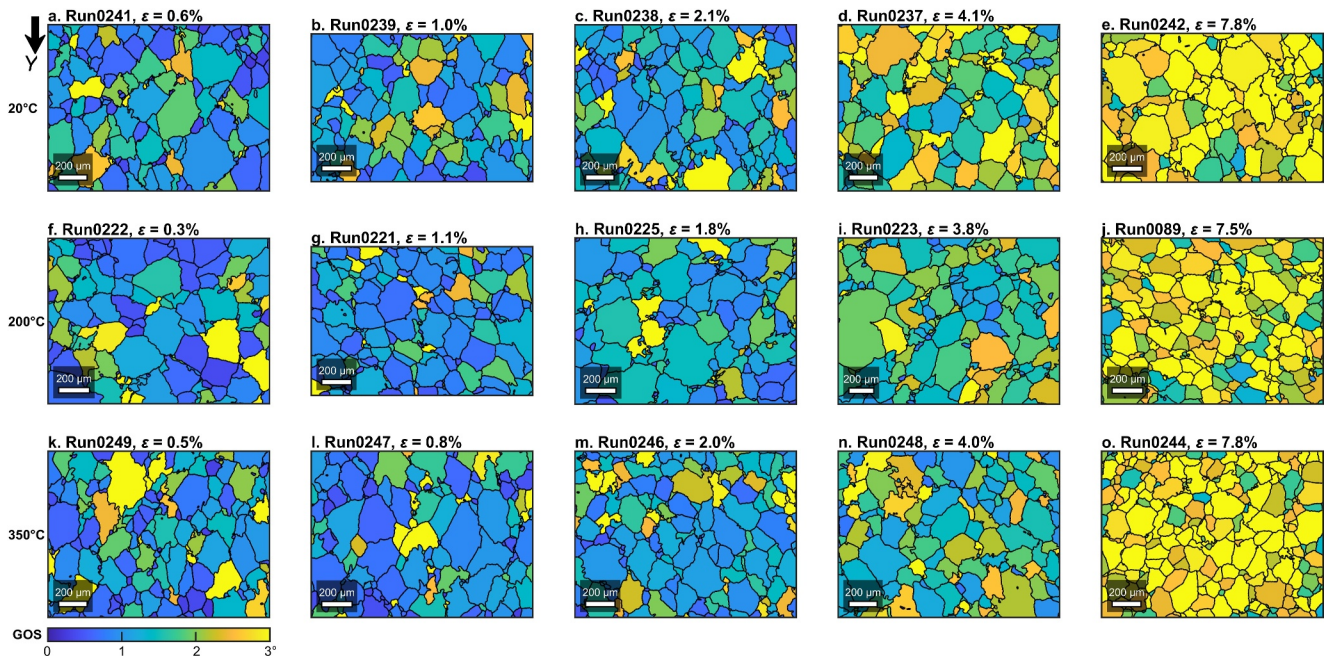 a. Run0241, ε = 0.6%
b. Run0239, ε = 1.0%
c. Run0238, ε = 2.1%
d. Run0237, ε = 4.1%
e. Run0242, ε = 7.8%
Y
20°C
200 µm
200 µm
200 µm
200 µm
200 µm
f. Run0222, ε = 0.3%
g. Run0221, ε = 1.1%
h. Run0225, ε = 1.8%
i. Run0223, ε = 3.8%
j. Run0089, ε = 7.5%
200°C
200 µm
200 µm
200 µm
200 µm
200 µm
k. Run0249, ε = 0.5%
l. Run0247, ε = 0.8%
m. Run0246, ε = 2.0%
n. Run0248, ε = 4.0%
o. Run0244, ε = 7.8%
350°C
200 µm
200 µm
200 µm
200 µm
200 µm
GOS
0 1 2 3°